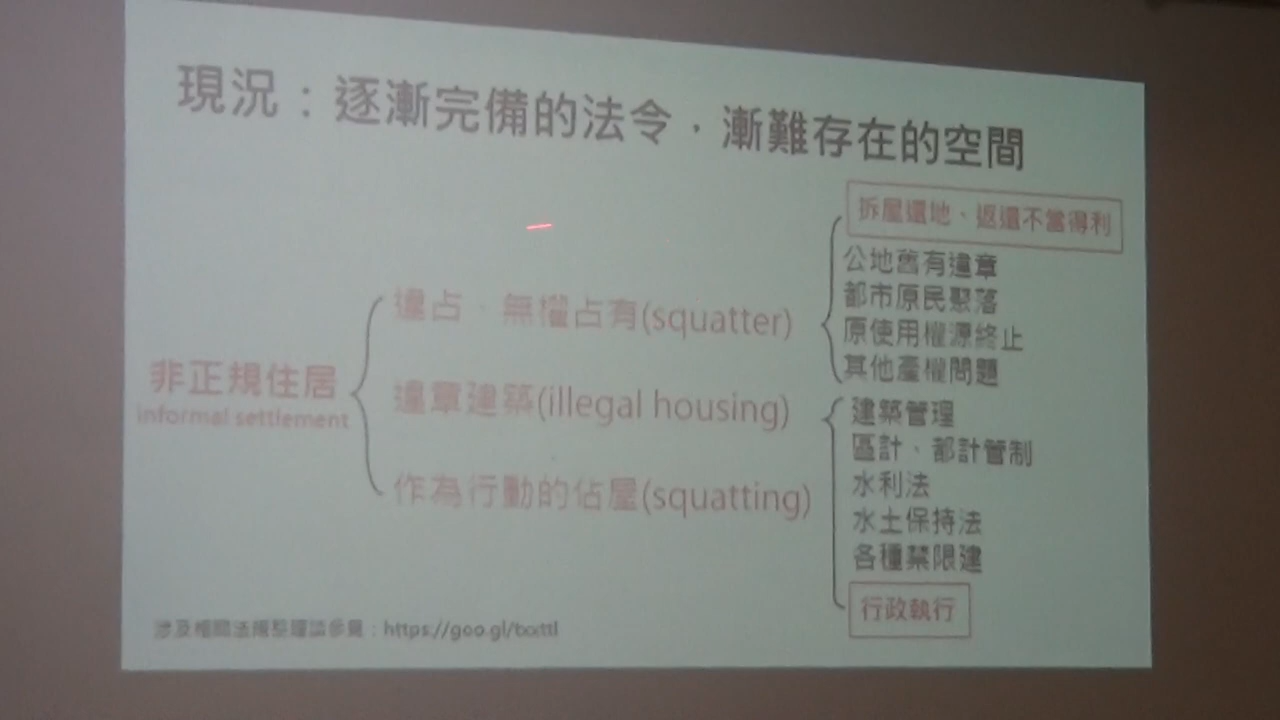 現況：逐漸完備的法令，漸難存在的空間
非正規住居
informal settlement
違占、無權占有(squatter)
拆屋還地、返還不當得利
公地舊有違章
都市原民聚落
原使用權源終止
其他產權問題
違章建築(illegal housing)
建築管理
區計、都計管制
水利法
水土保持法
各種禁限建
行政執行
作為行動的佔屋(squatting)
涉及相關法規整理請參見：https://goo.gl/